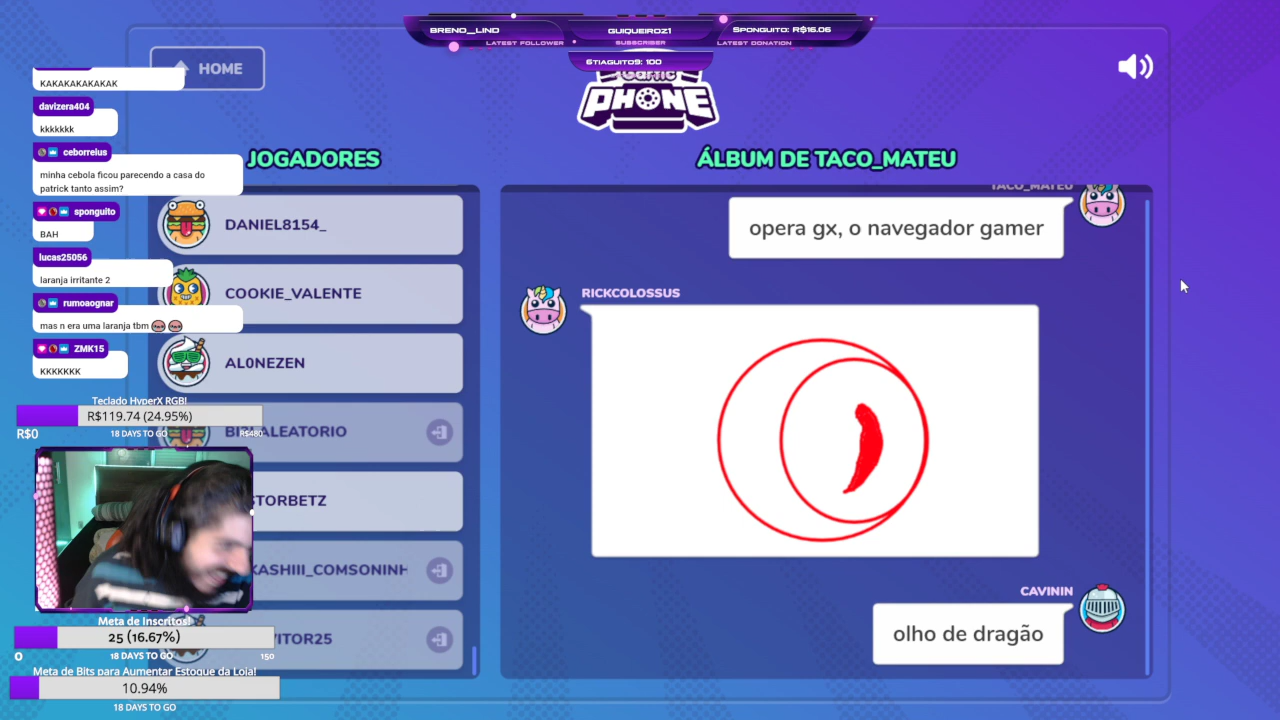 BRENO_LIND
LATEST FOLLOWER
GUIQUEIROZ1
SUBSCRIBER
SPONGUITO: R$16.06
LATEST DONATION
6TIAGUITO9: 100
HOME
GARTIC
PHONE
KAKAKAKAKAKAK
davizera404
kkkkkkk
ceborreius
minha cebola ficou parecendo a casa do
patrick tanto assim?
sponguito
BAH
lucas25056
laranja irritante 2
rumoaognar
mas n era uma laranja tbm
ZMK15
KKKKKKK
Teclado HyperX RGB!
R$119.74 (24.95%)
R$0
18 DAYS TO GO
R$480
Meta de Inscritos!
25 (16.67%)
0
18 DAYS TO GO
150
Meta de Bits para Aumentar Estoque da Loja!
10.94%
18 DAYS TO GO
JOGADORES
DANIEL8154_
COOKIE_VALENTE
AL0NEZEN
ALEATORIO
STORBETZ
KASHIII_COMSONINH
VITOR25
ÁLBUM DE TACO_MATEU
TACO_MATEU
opera gx, o navegador gamer
RICKCOLOSSUS
CAVININ
olho de dragão